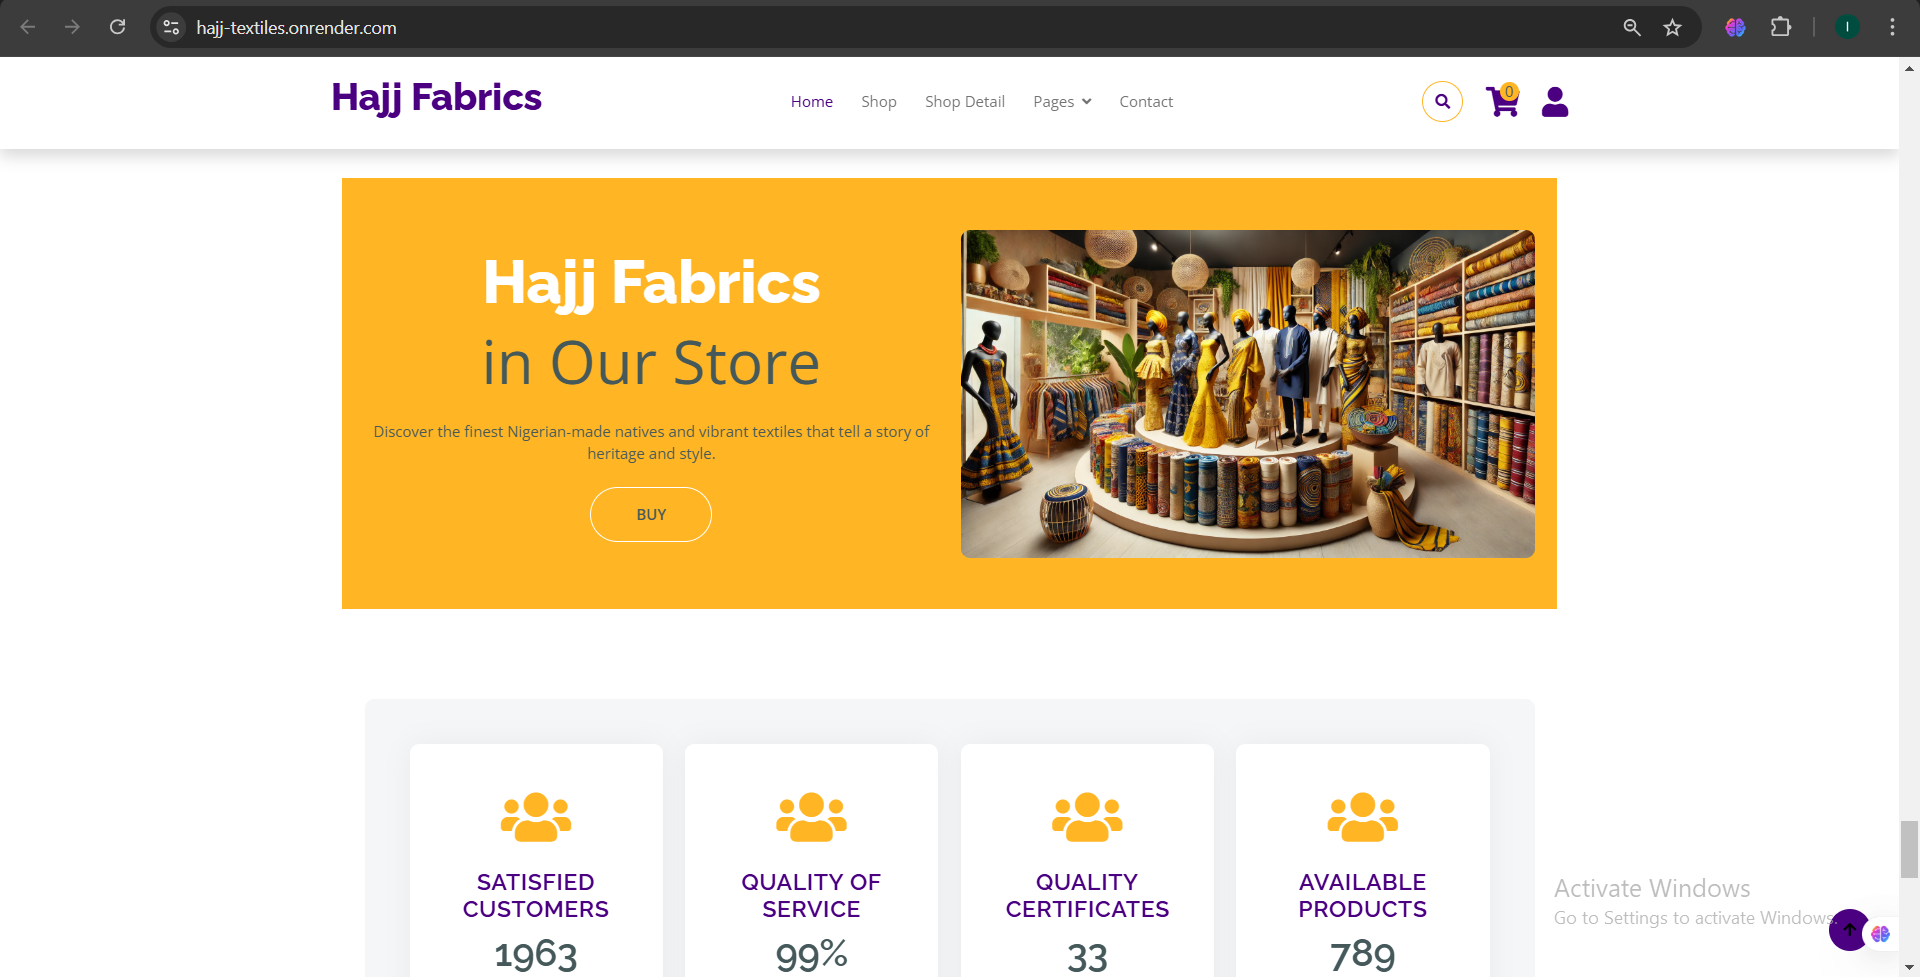 hajj-textiles.onrender.com
I
Hajj Fabrics
Home Shop Shop Detail Pages Contact
0
Hajj Fabrics
in Our Store
Discover the finest Nigerian-made natives and vibrant textiles that tell a story of
heritage and style.
BUY
SATISFIED
CUSTOMERS
1963
QUALITY OF
SERVICE
99%
QUALITY
CERTIFICATES
33
AVAILABLE
PRODUCTS
789
Activate Windows
Go to Settings to activate Windows.